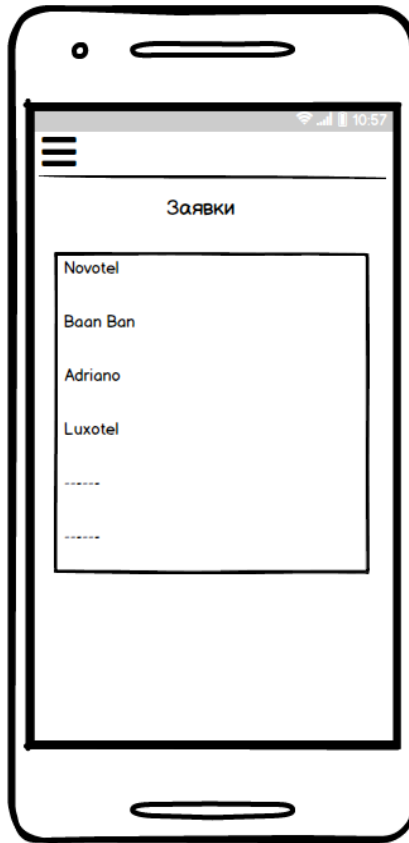 10:57
Заявки
Novotel
Baan Ban
Adriano
Luxotel
------
------